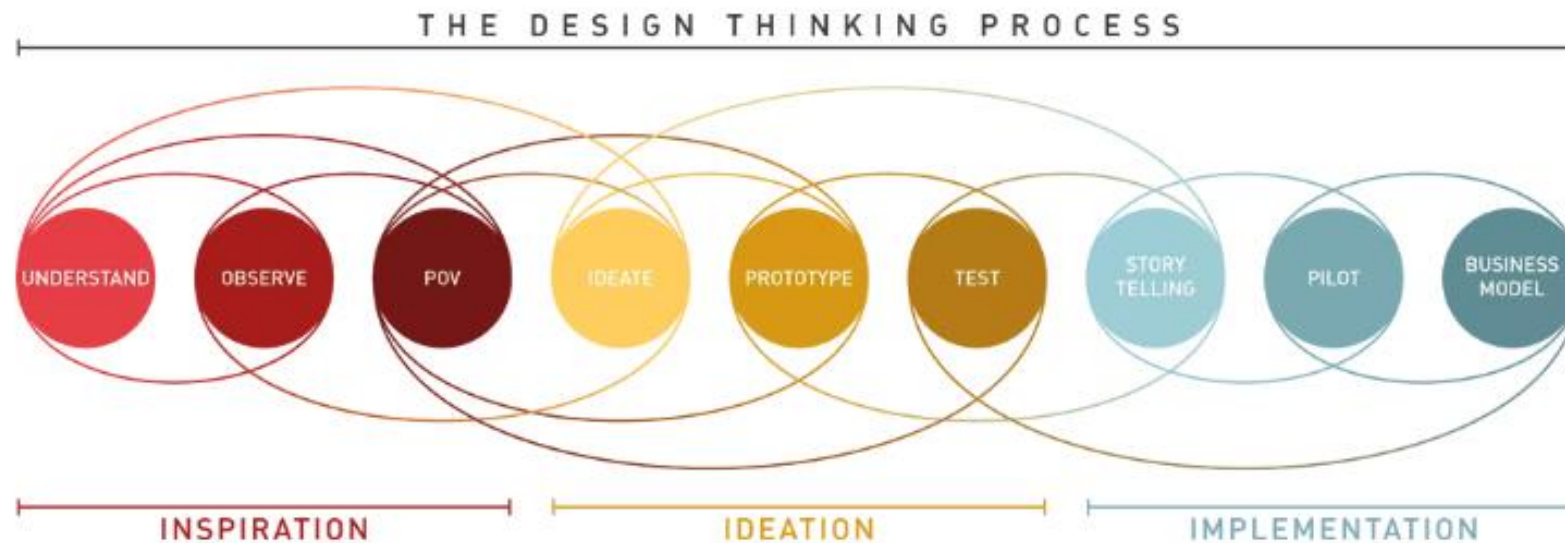 THE DESIGN THINKING PROCESS
UNDERSTAND
OBSERVE
POV
IDEATE
PROTOTYPE
TEST
STORY
TELLING
PILOT
BUSINESS
MODEL
INSPIRATION
IDEATION
IMPLEMENTATION